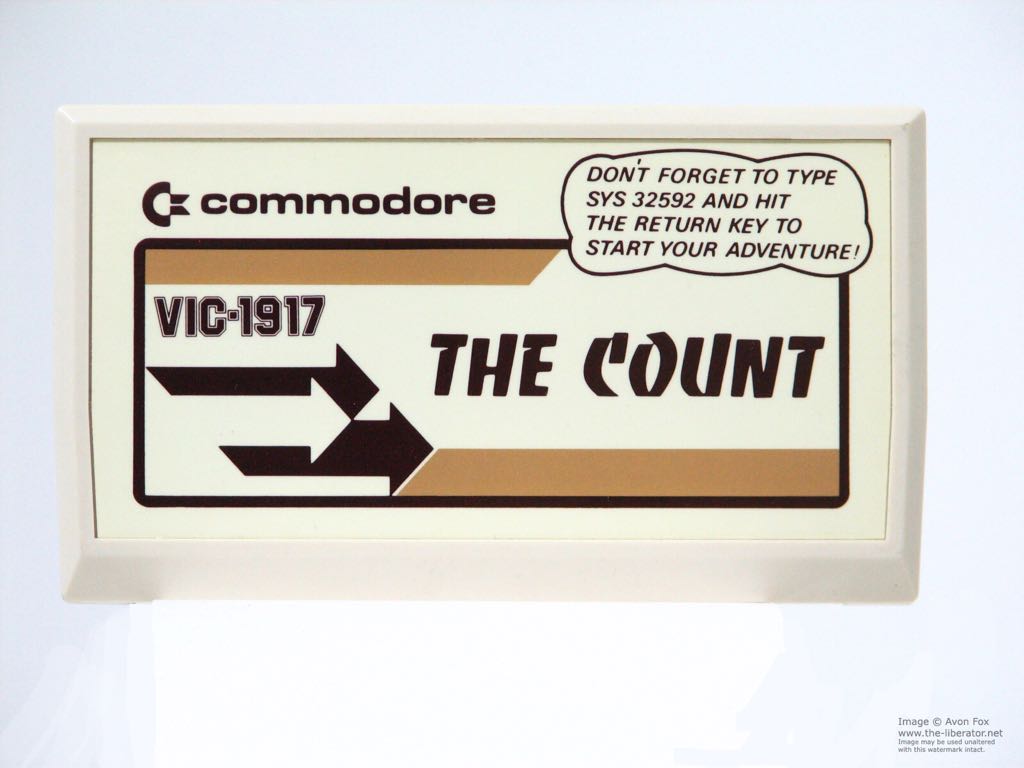 commodore
DON'T FORGET TO TYPE
SYS 32592 AND HIT
THE RETURN KEY TO
START YOUR ADVENTURE!
VIC-1917
THE COUNT
Image © Avon Fox
www.the-liberator.net
Image may be used unaltered
with this watermark intact.